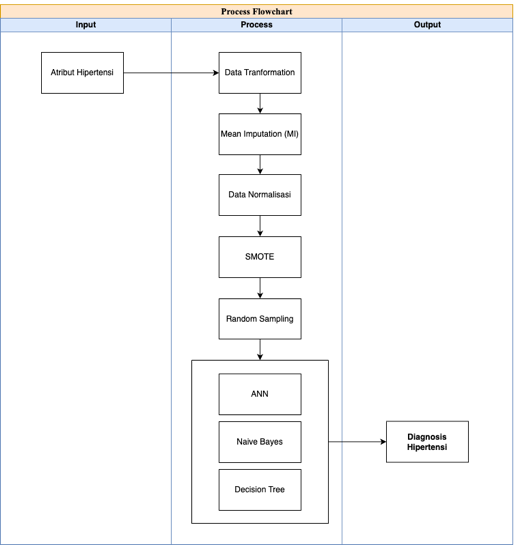 Process Flowchart
Input
Process
Output
Atribut Hipertensi
Data Tranformation
Mean Imputation (MI)
Data Normalisasi
SMOTE
Random Sampling
ANN
Naive Bayes
Decision Tree
Diagnosis
Hipertensi